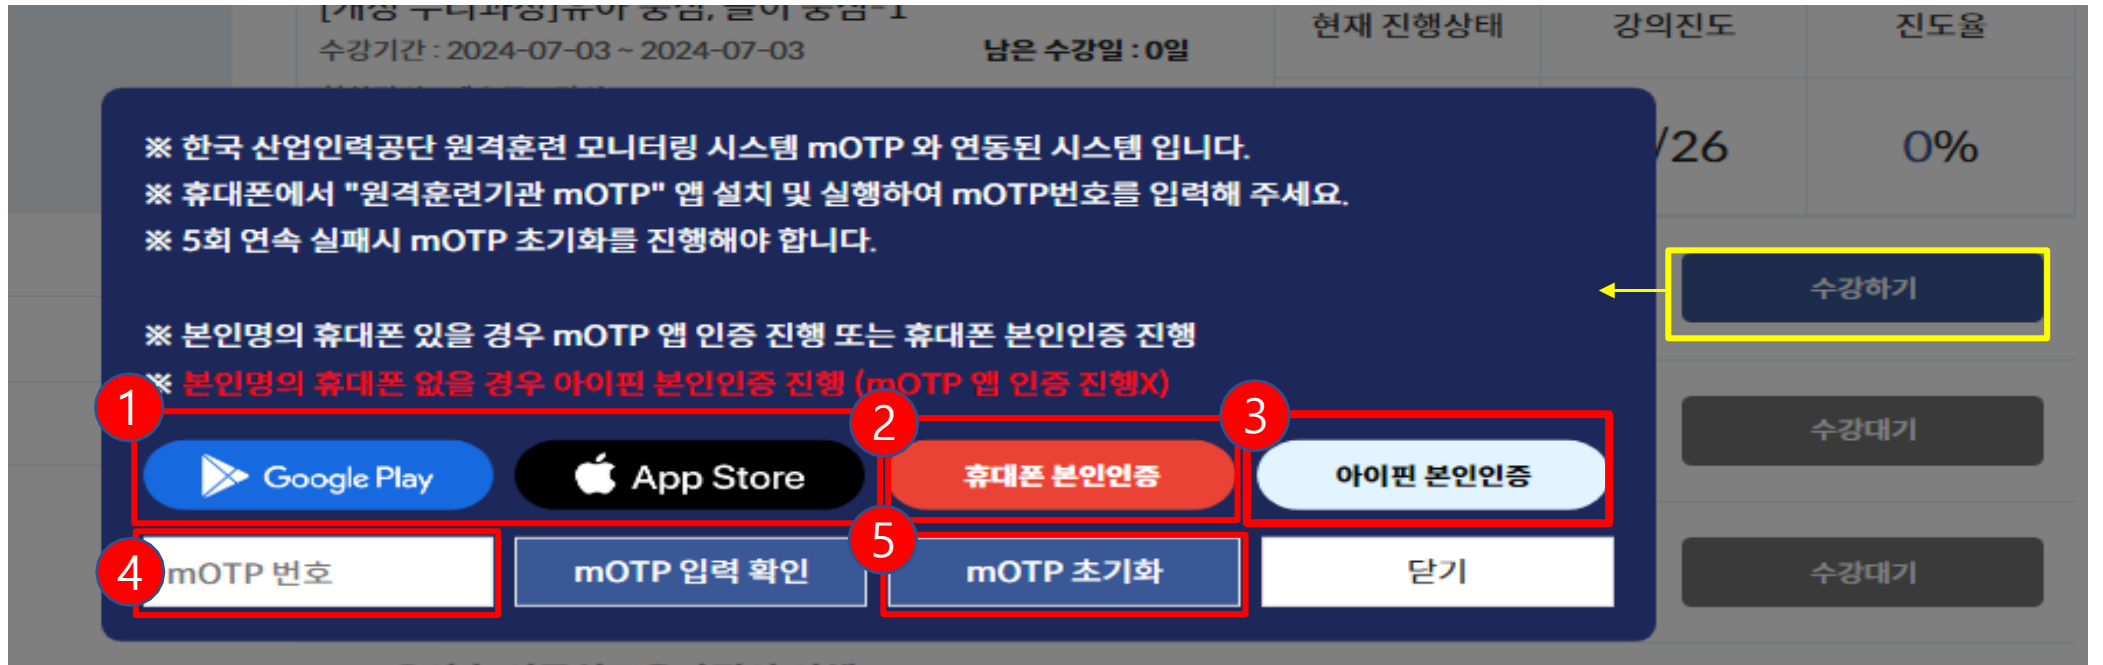 수강기간 : 2024-07-03 ~ 2024-07-03
남은 수강일 : 0일
현재 진행상태
강의진도
진도율
/26
0%
※ 한국 산업인력공단 원격훈련 모니터링 시스템 mOTP 와 연동된 시스템 입니다.
※ 휴대폰에서 "원격훈련기관 mOTP" 앱 설치 및 실행하여 mOTP번호를 입력해 주세요.
※ 5회 연속 실패시 mOTP 초기화를 진행해야 합니다.
※ 본인명의 휴대폰 있을 경우 mOTP 앱 인증 진행 또는 휴대폰 본인인증 진행
※ 본인명의 휴대폰 없을 경우 아이핀 본인인증 진행 (mOTP 앱 인증 진행X)
수강하기
수강대기
수강대기
1
2
3
Google Play
App Store
휴대폰 본인인증
아이핀 본인인증
4
5
mOTP 번호
mOTP 입력 확인
mOTP 초기화
닫기